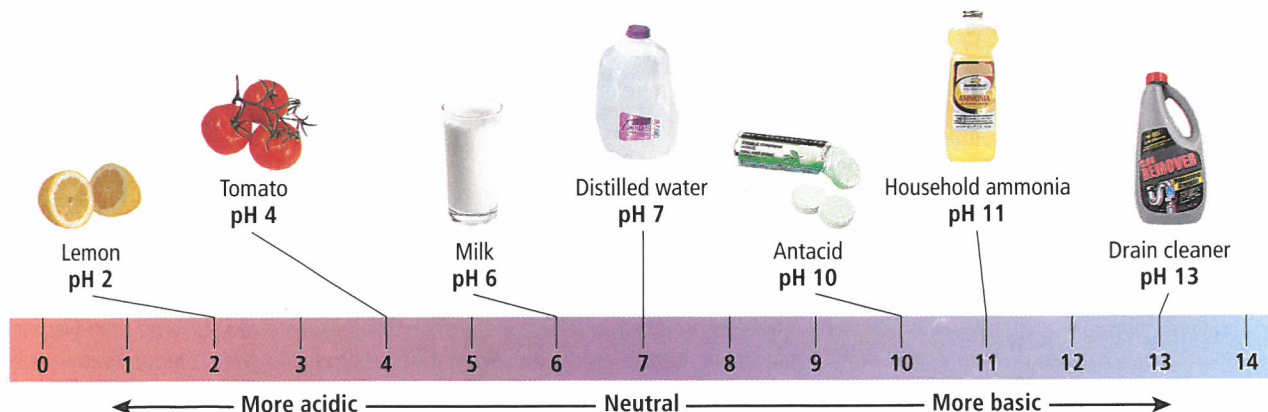 Lemon
pH 2
Tomato
pH 4
Milk
pH 6
Distilled water
pH 7
Antacid
pH 10
Household ammonia
pH 11
AMMONIA
Drain cleaner
pH 13
REMOVER
0 1 2 3 4 5 6 7 8 9 10 11 12 13 14
More acidic Neutral More basic